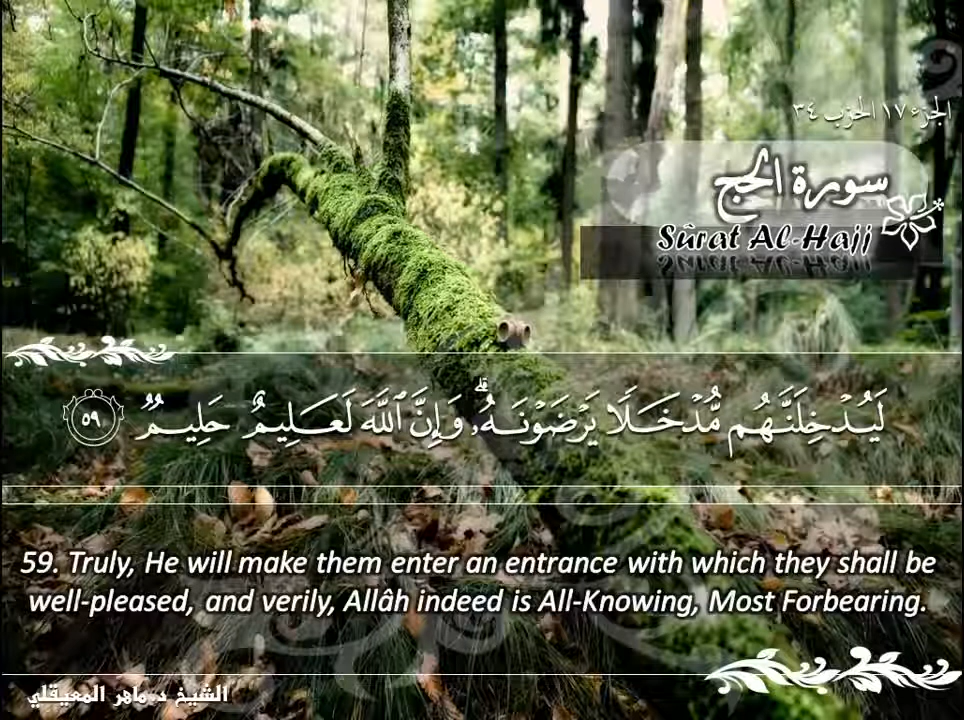 الجزء ١٧ الحزب ٣٤
سورة الحج
Sûrat Al-Hajj
لَيُدْخِلَنَّهُم مُّدْخَلًا يَرْضَوْنَهُۥ ۗ وَإِنَّ ٱللَّهَ لَعَلِيمٌ حَلِيمٌ ٥٩
59. Truly, He will make them enter an entrance with which they shall be
well-pleased, and verily, Allâh indeed is All-Knowing, Most Forbearing.
الشيخ د.ماهر المعيقلي